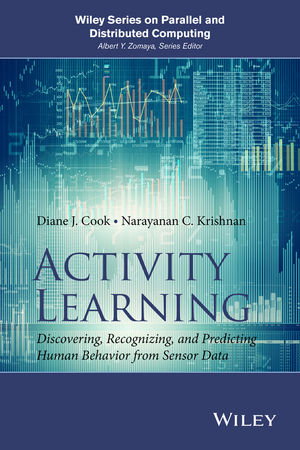 Wiley Series on Parallel and
Distributed Computing
Albert Y. Zomaya, Series Editor
Diane J. Cook • Narayanan C. Krishnan
ACTIVITY
LEARNING
Discovering, Recognizing, and Predicting
Human Behavior from Sensor Data
WILEY